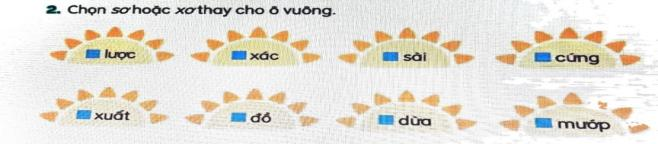 2. Chọn sơ hoặc xơ thay cho ô vuông.
lược xác sài cứng
xuất đồ dừa mướp